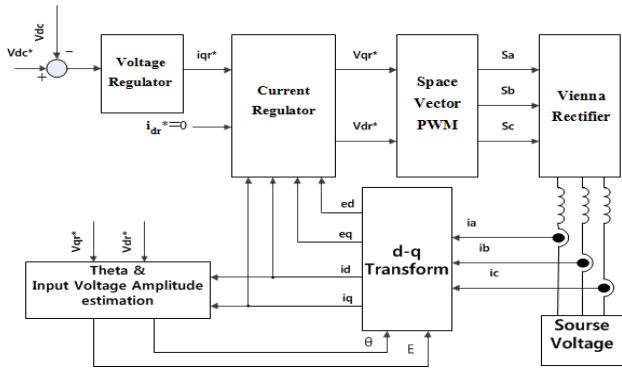 Vdc
Vdc*
−
+
Voltage
Regulator
iqr*
idr*=0
Current
Regulator
Vqr*
Vdr*
Space
Vector
PWM
Sa
Sb
Sc
Vienna
Rectifier
ed
eq
id
iq
d-q
Transform
ia
ib
ic
Vqr*
Vdr*
Theta &
Input Voltage Amplitude
estimation
θ
E
Sourse
Voltage